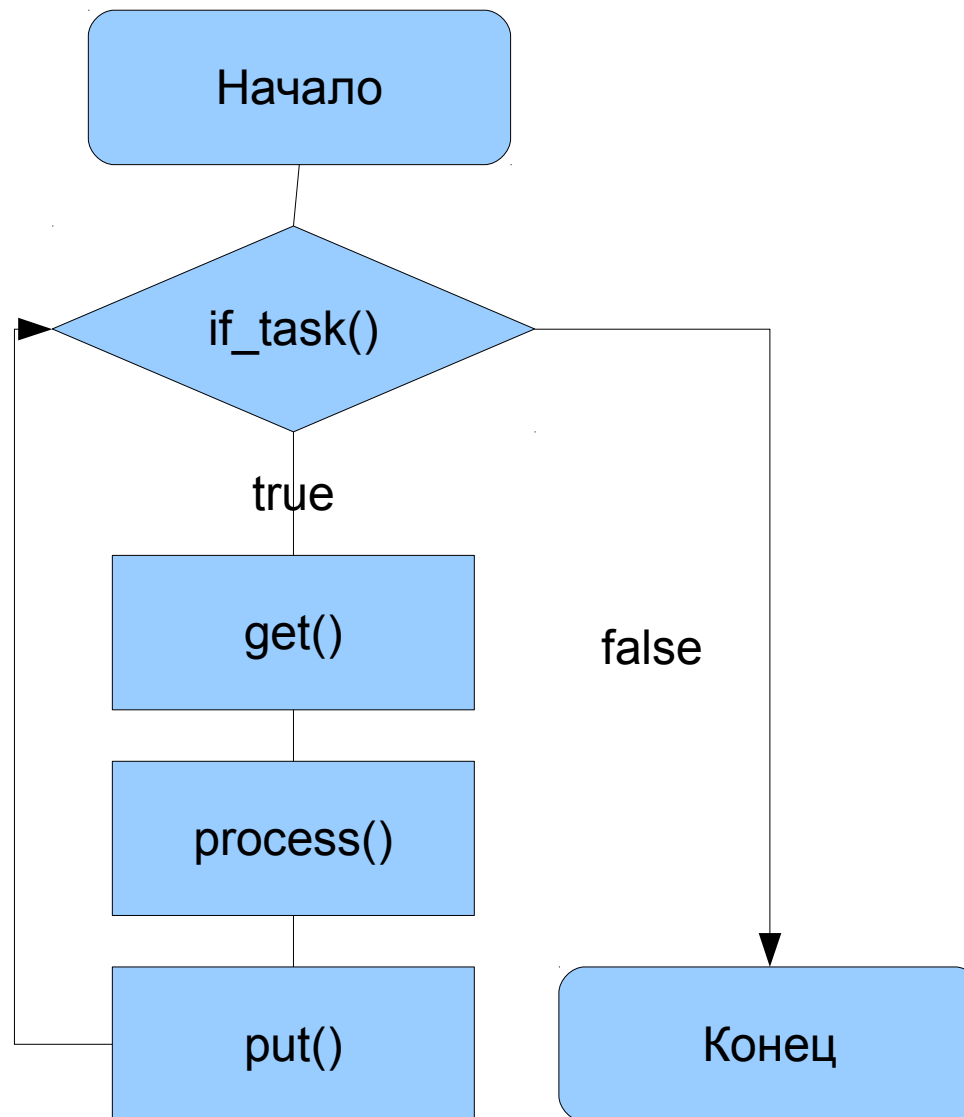 Начало
if_task()
true
get()
false
process()
put()
Конец